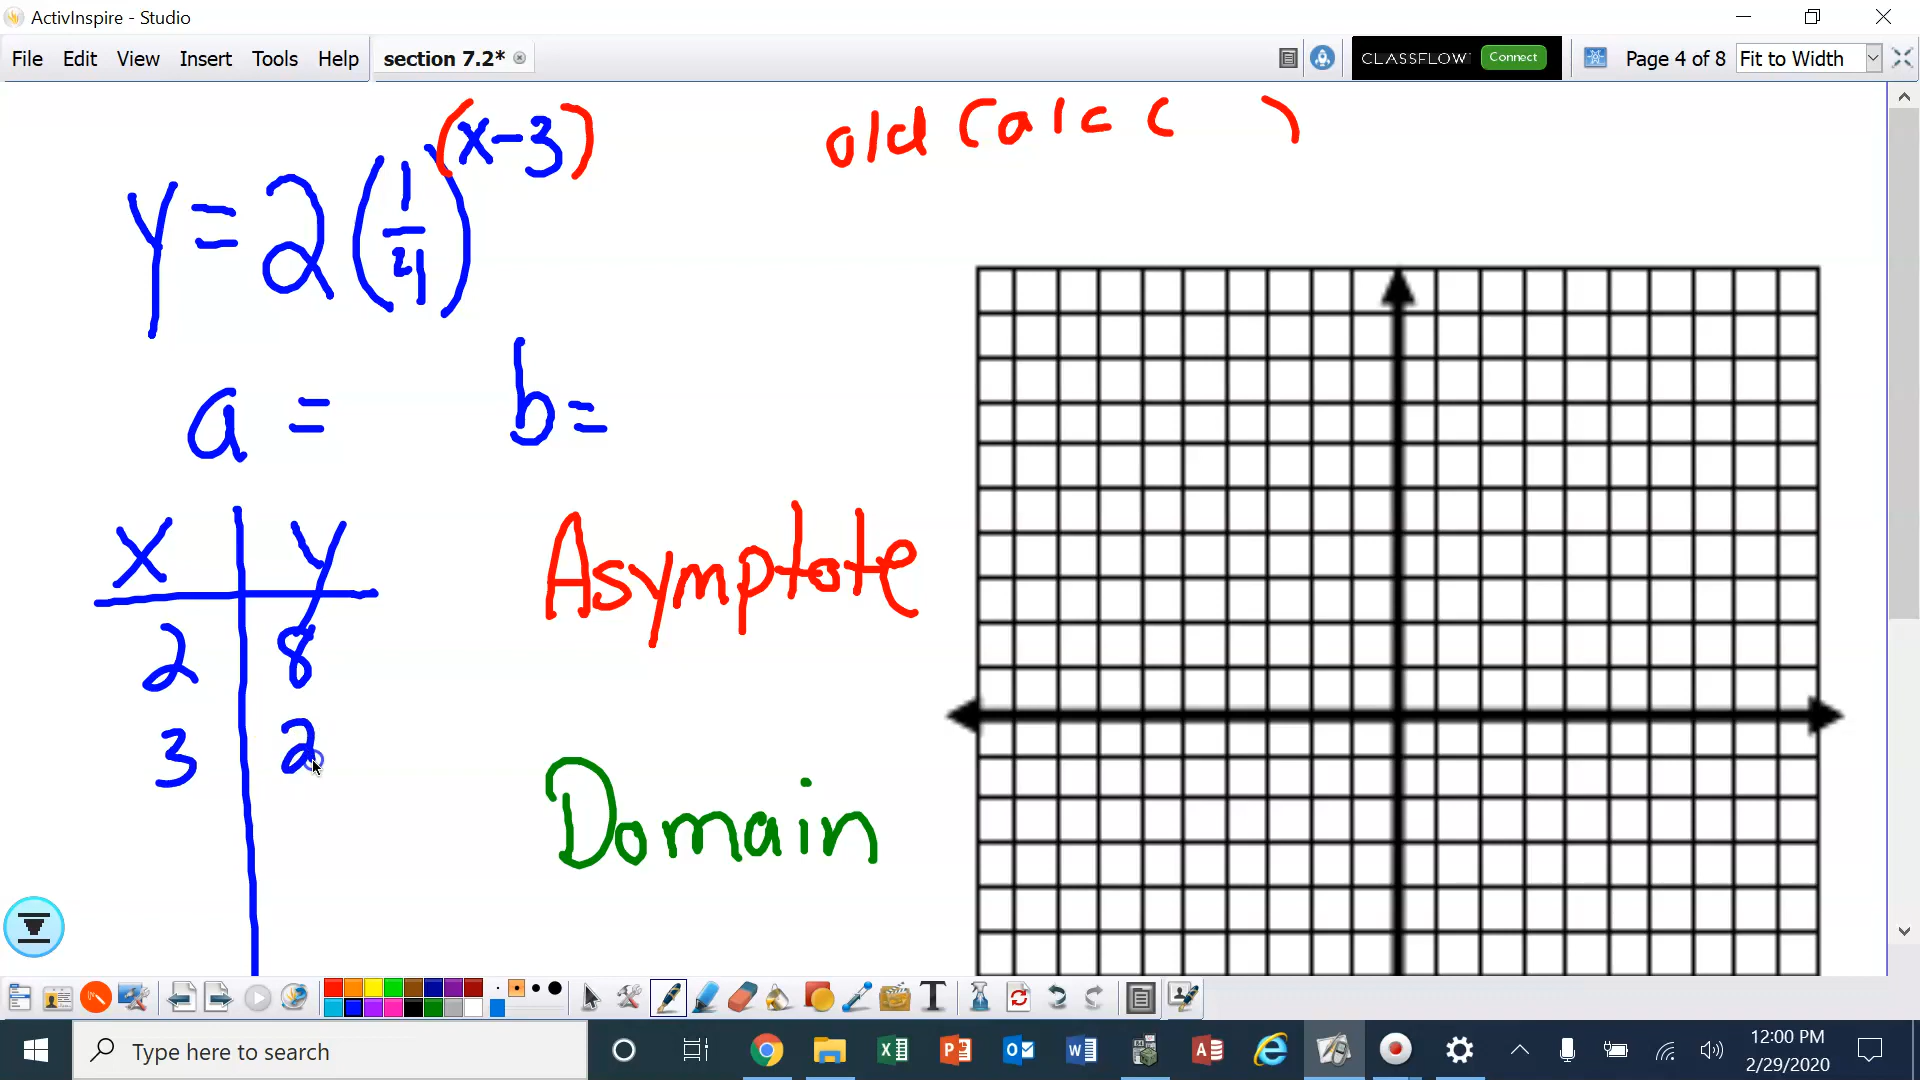 ActivInspire - Studio
File Edit View Insert Tools Help section 7.2* CLASSFLOW Connect Page 4 of 8 Fit to Width
old Calc ( )
y = 2(1/4)^(x-3)
a = b=
x y
2 8
3 2
Asymptote
Domain
Type here to search
12:00 PM
2/29/2020